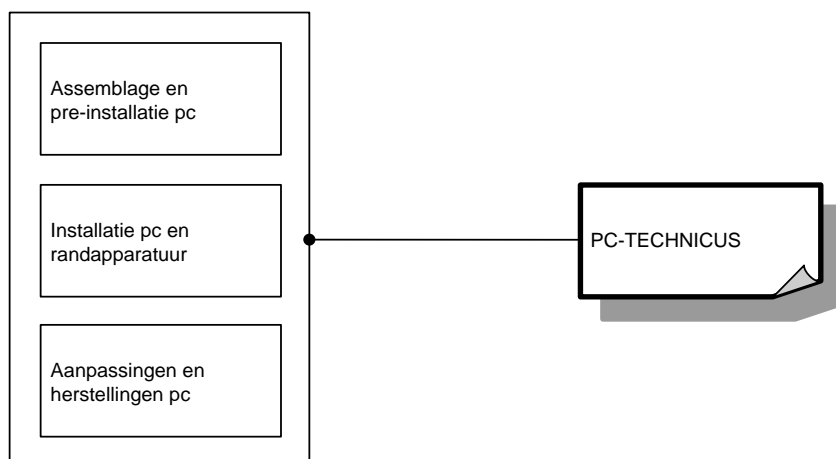 Assemblage en
pre-installatie pc
Installatie pc en
randapparatuur
Aanpassingen en
herstellingen pc
PC-TECHNICUS